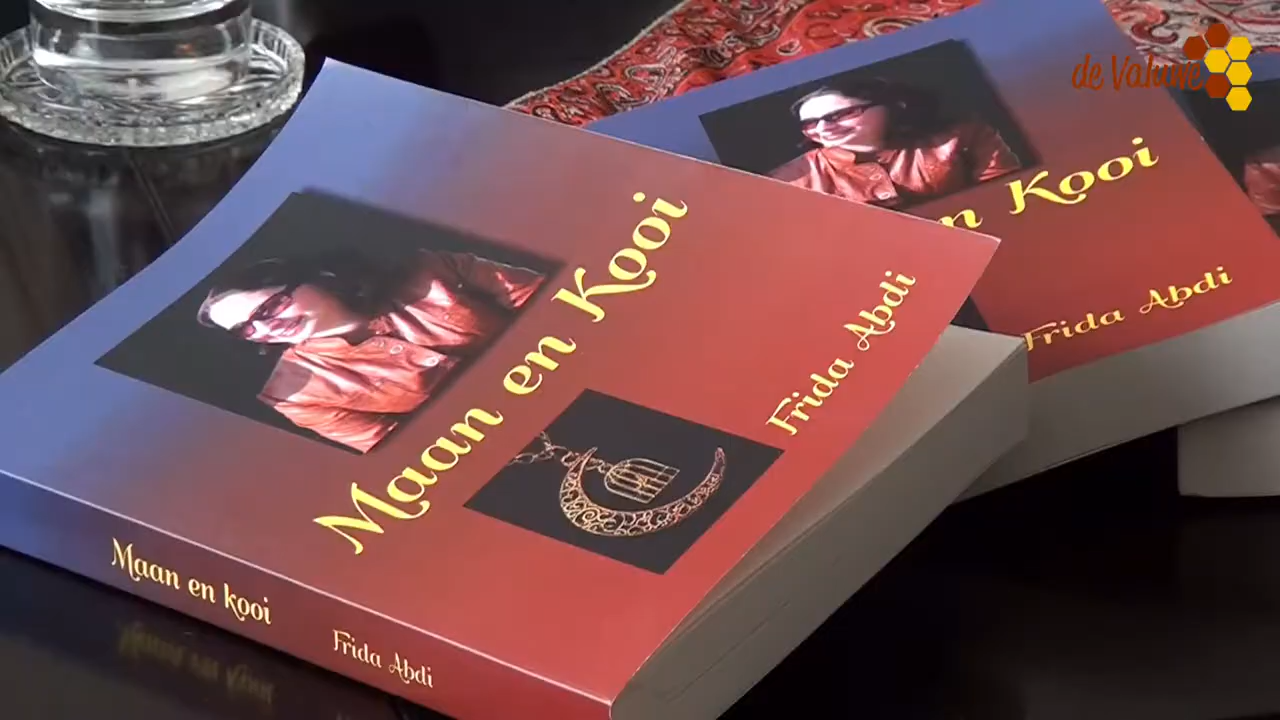 de Valuwe
Maan en Kooi
Frida Abdi
Maan en kooi
Frida Abdi
n Kooi
Frida Abdi